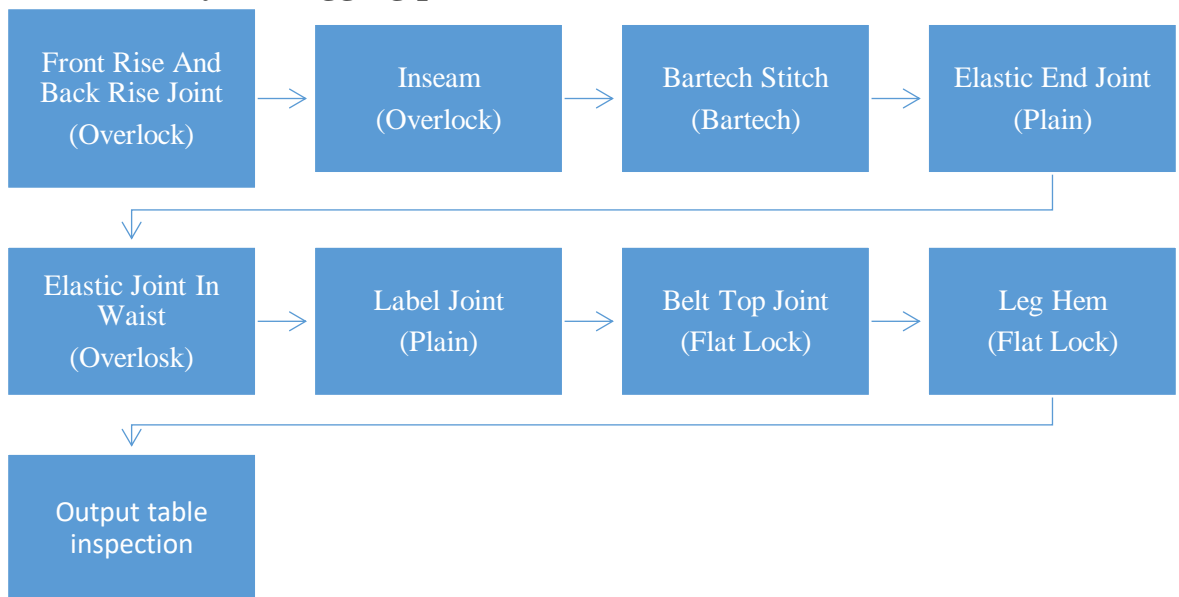 Front Rise And
Back Rise Joint
(Overlock)
Inseam
(Overlock)
Bartech Stitch
(Bartech)
Elastic End Joint
(Plain)
Elastic Joint In
Waist
(Overlosk)
Label Joint
(Plain)
Belt Top Joint
(Flat Lock)
Leg Hem
(Flat Lock)
Output table
inspection